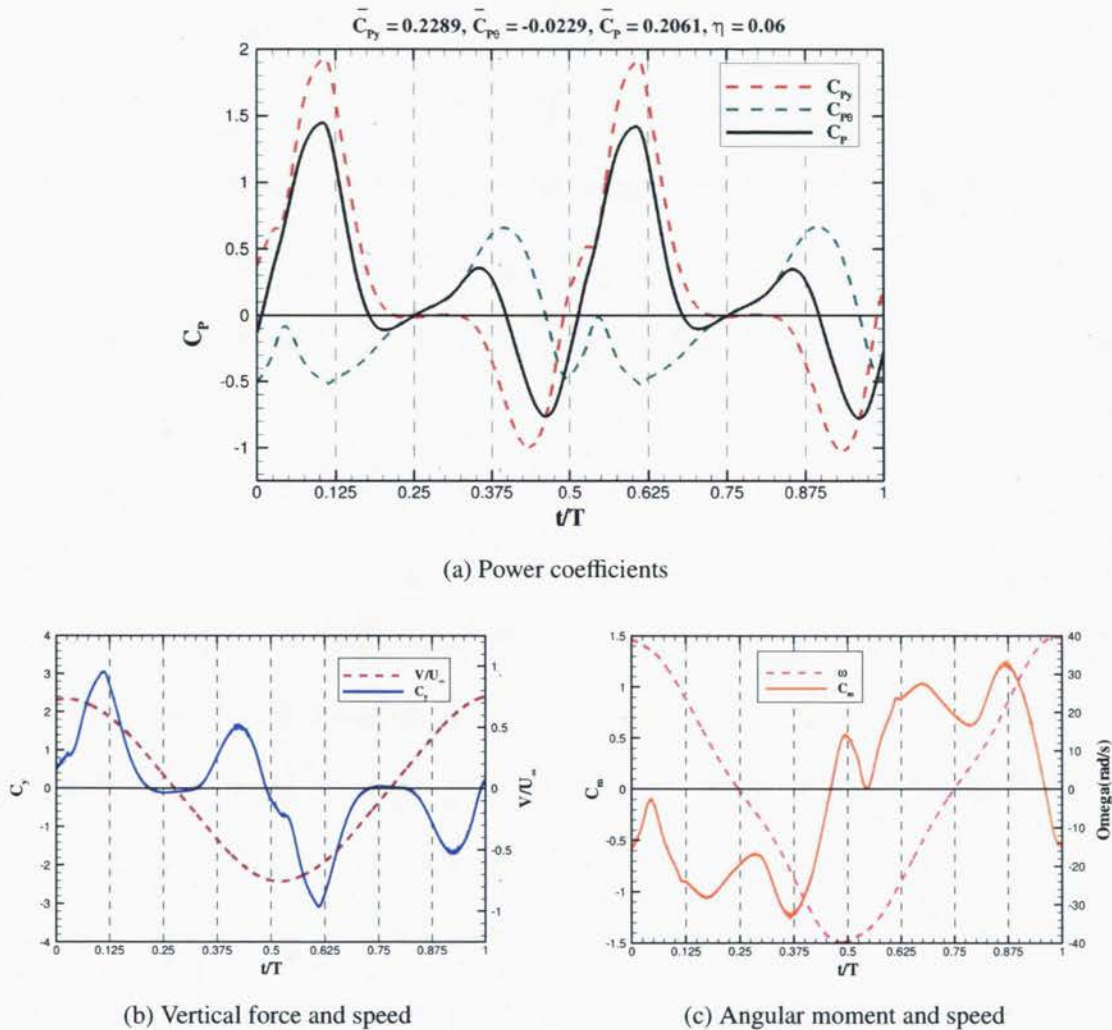 C̄Py = 0.2289, C̄Pθ = -0.0229, C̄P = 0.2061, η = 0.06
2
1.5
1
0.5
0
-0.5
-1
CP
CPy
CPθ
CP
0 0.125 0.25 0.375 0.5 0.625 0.75 0.875 1
t/T
(a) Power coefficients
4
3
2
1
0
-1
-2
-3
-4
Cy
V/U∞
Cy
1
0.5
0
-0.5
-1
V/U∞
0 0.125 0.25 0.375 0.5 0.625 0.75 0.875 1
t/T
(b) Vertical force and speed
1.5
1
0.5
0
-0.5
-1
-1.5
Cm
ω
Cm
40
30
20
10
0
-10
-20
-30
-40
Omega(rad/s)
0 0.125 0.25 0.375 0.5 0.625 0.75 0.875 1
t/T
(c) Angular moment and speed